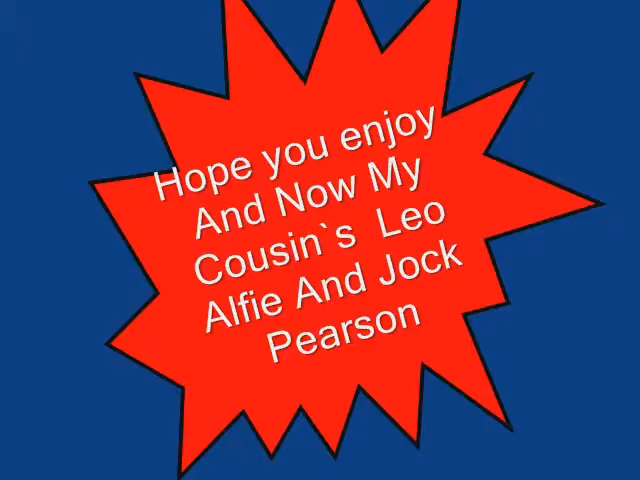 Hope you enjoy
And Now My
Cousin`s  Leo
Alfie And Jock
Pearson